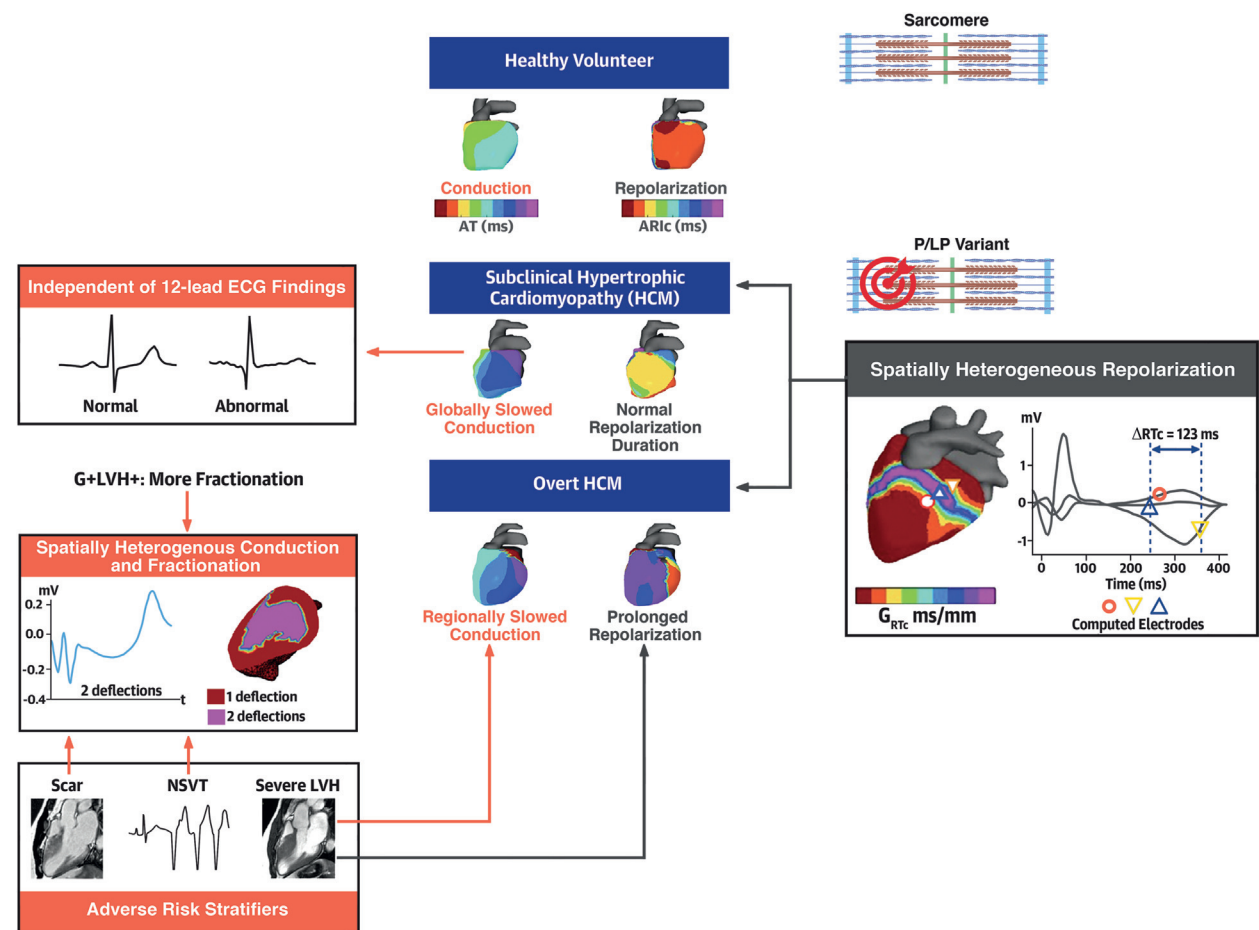 Sarcomere
Healthy Volunteer
Conduction
AT (ms)
Repolarization
ARIc (ms)
P/LP Variant
Subclinical Hypertrophic
Cardiomyopathy (HCM)
Globally Slowed
Conduction
Normal
Repolarization
Duration
Independent of 12-lead ECG Findings
Normal
Abnormal
Spatially Heterogeneous Repolarization
mV
ΔRTc = 123 ms
1
0
-1
0
100
200
300
400
Time (ms)
GRTc ms/mm
Computed Electrodes
Overt HCM
Regionally Slowed
Conduction
Prolonged
Repolarization
G+LVH+: More Fractionation
Spatially Heterogenous Conduction
and Fractionation
mV
0.2
0.0
-0.2
-0.4
2 deflections
t
1 deflection
2 deflections
Scar
NSVT
Severe LVH
Adverse Risk Stratifiers